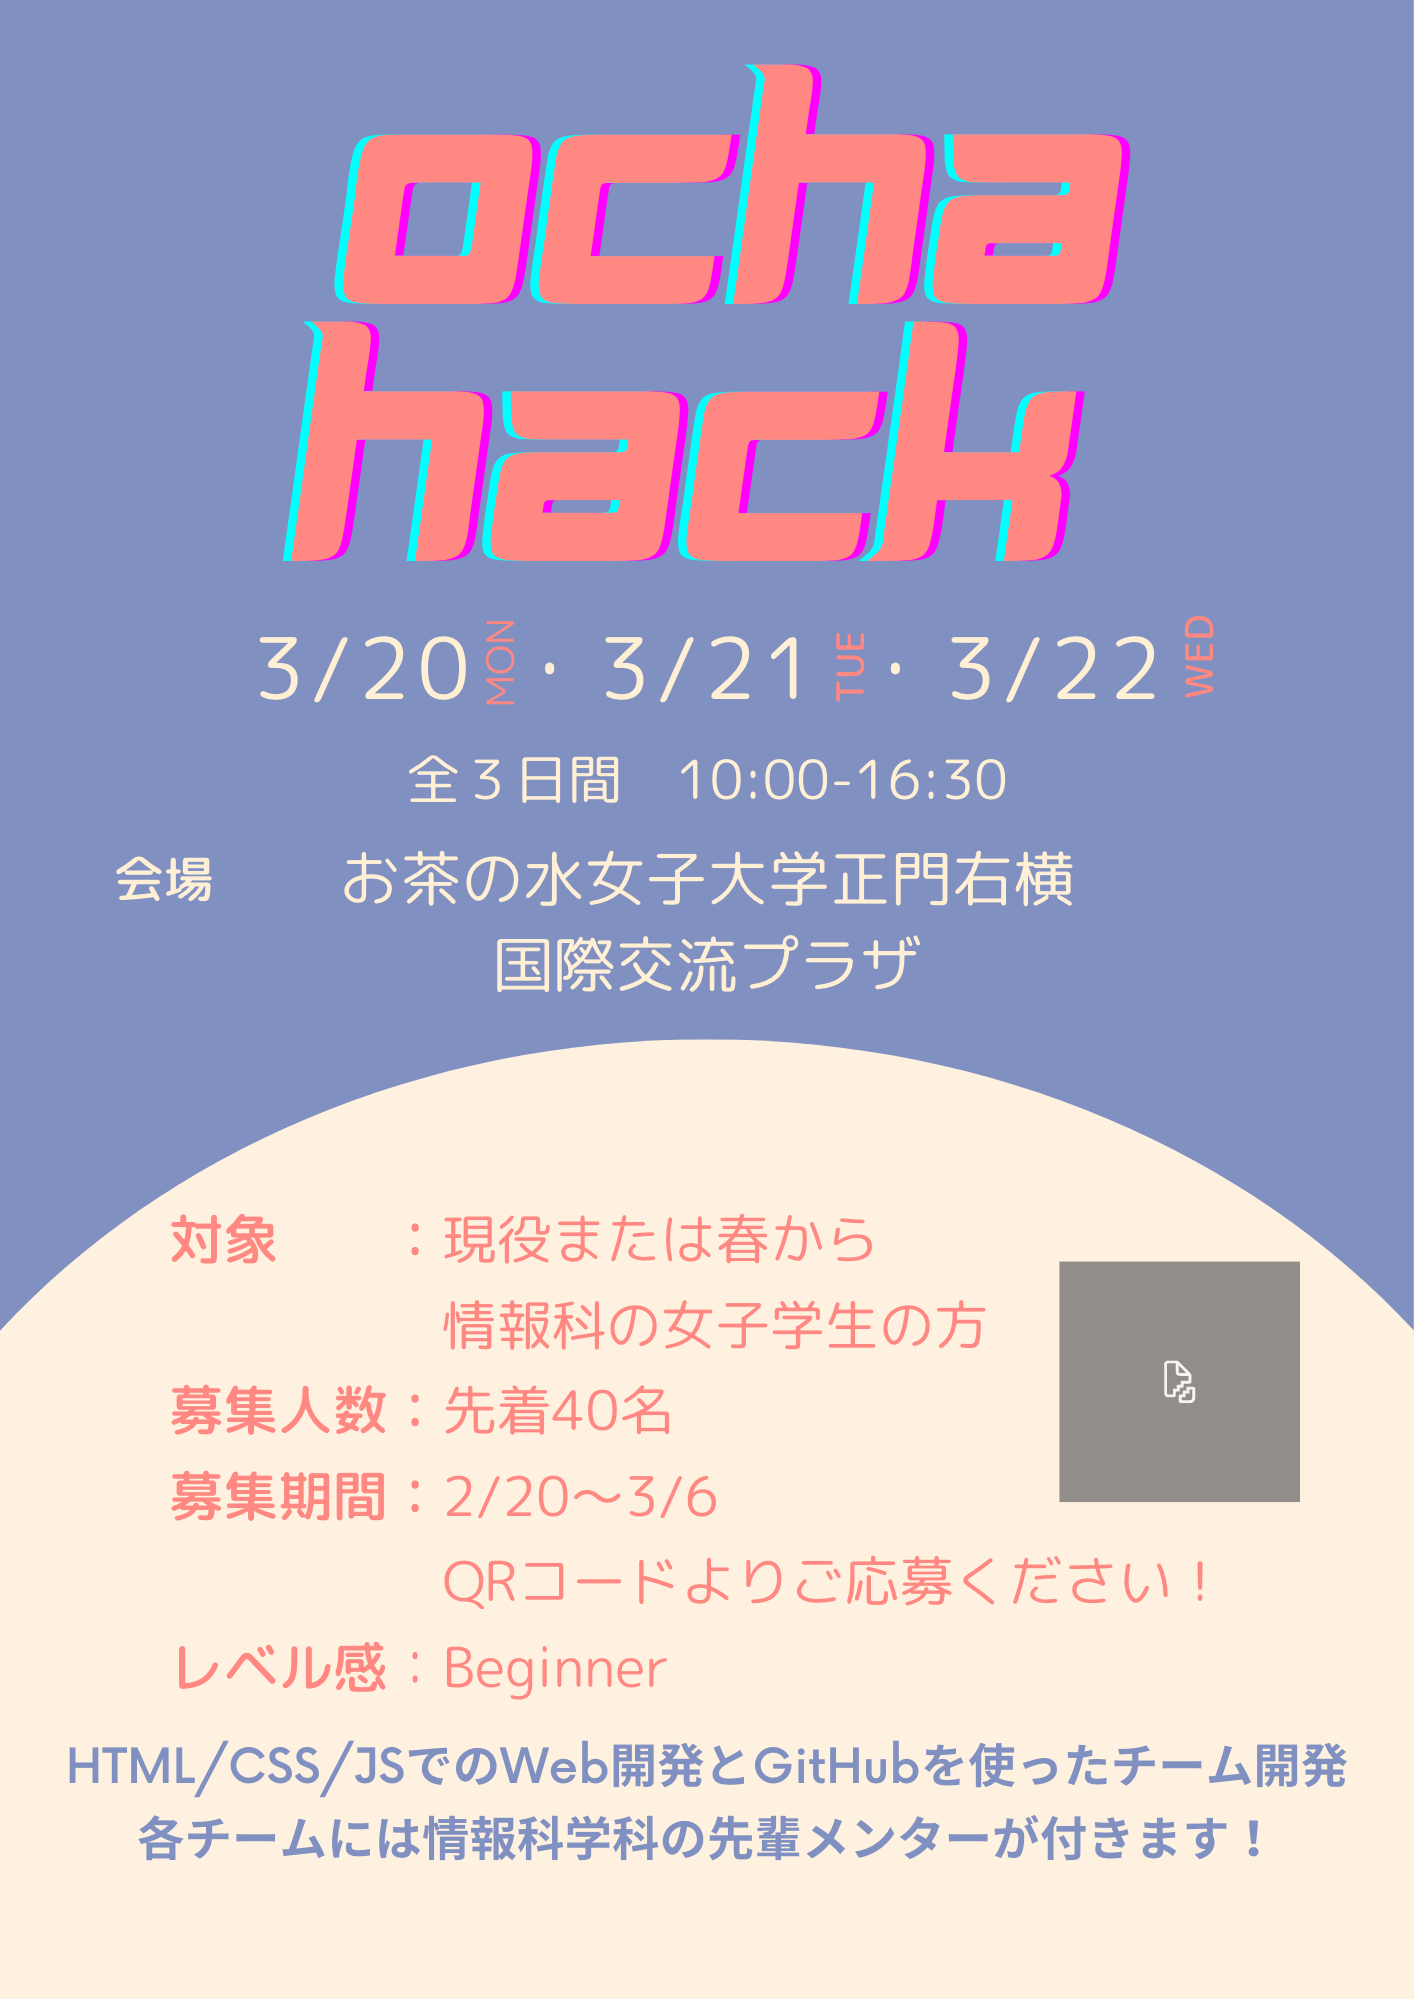 ocha
hack
3/20 MON ・ 3/21 TUE ・ 3/22 WED
全３日間　10:00-16:30
会場　お茶の水女子大学正門右横
国際交流プラザ
対象　：現役または春から
情報科の女子学生の方
募集人数：先着40名
募集期間：2/20〜3/6
QRコードよりご応募ください！
レベル感：Beginner
HTML/CSS/JSでのWeb開発とGitHubを使ったチーム開発
各チームには情報科学科の先輩メンターが付きます！